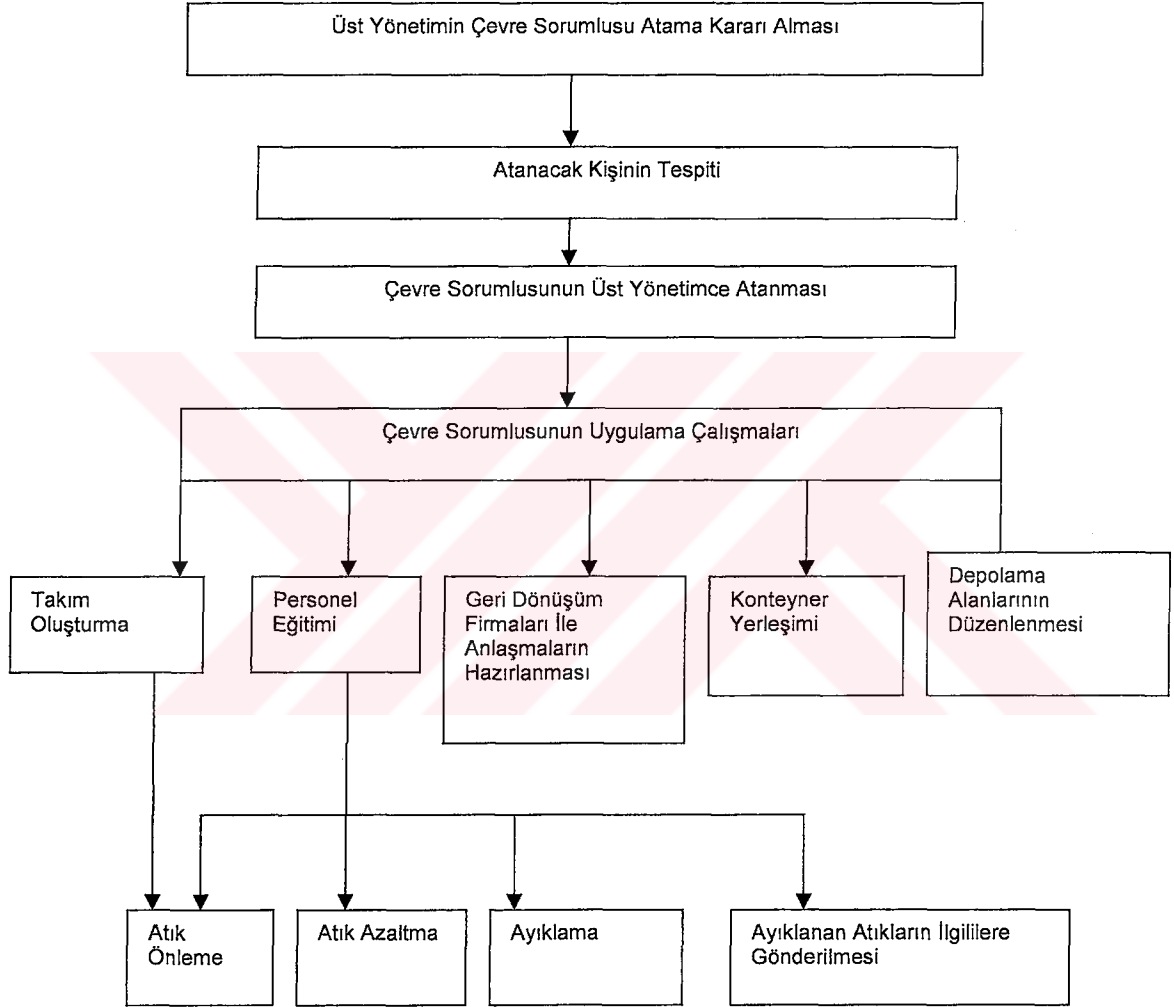 Üst Yönetimin Çevre Sorumlusu Atama Kararı Alması
Atanacak Kişinin Tespiti
Çevre Sorumlusunun Üst Yönetimce Atanması
Çevre Sorumlusunun Uygulama Çalışmaları
Takım
Oluşturma
Personel
Eğitimi
Geri Dönüşüm
Firmaları İle
Anlaşmaların
Hazırlanması
Konteyner
Yerleşimi
Depolama
Alanlarının
Düzenlenmesi
Atık
Önleme
Atık Azaltma
Ayıklama
Ayıklanan Atıkların İlgililere
Gönderilmesi